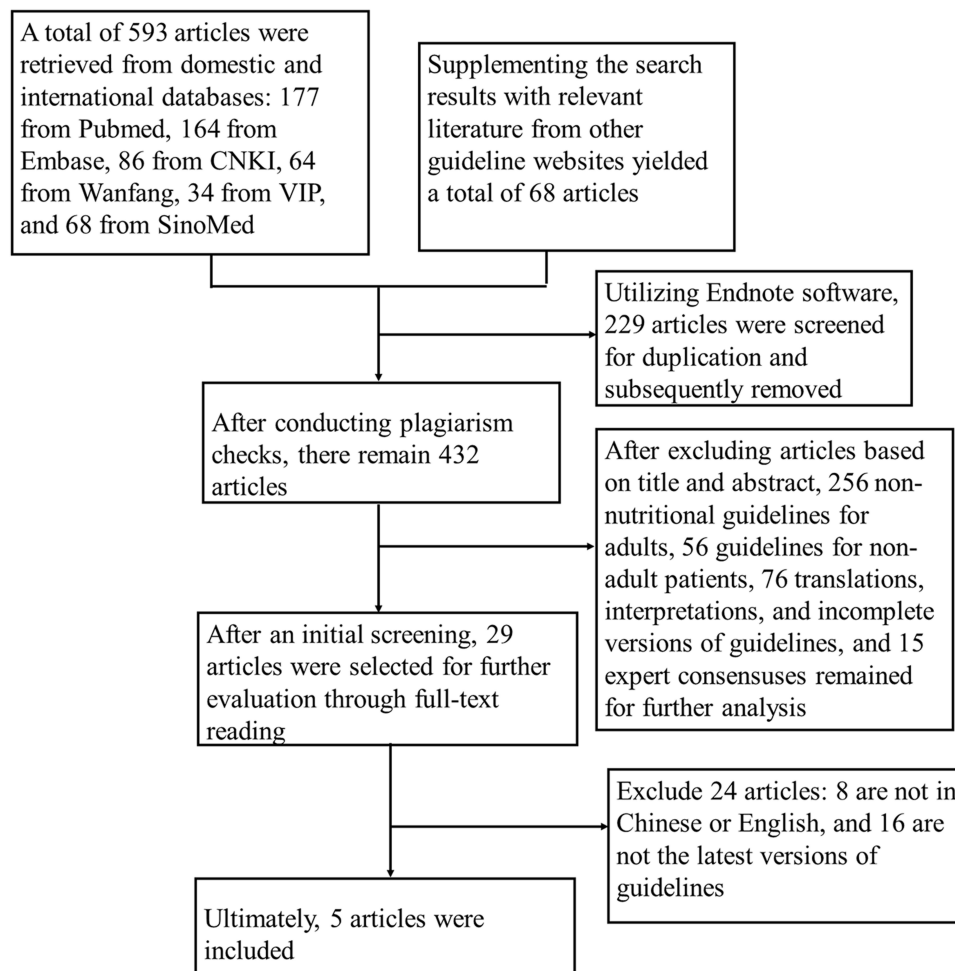 A total of 593 articles were
retrieved from domestic and
international databases: 177
from Pubmed, 164 from
Embase, 86 from CNKI, 64
from Wanfang, 34 from VIP,
and 68 from SinoMed
Supplementing the search
results with relevant
literature from other
guideline websites yielded
a total of 68 articles
Utilizing Endnote software,
229 articles were screened
for duplication and
subsequently removed
After conducting plagiarism
checks, there remain 432
articles
After excluding articles based
on title and abstract, 256 non-
nutritional guidelines for
adults, 56 guidelines for non-
adult patients, 76 translations,
interpretations, and incomplete
versions of guidelines, and 15
expert consensuses remained
for further analysis
After an initial screening, 29
articles were selected for further
evaluation through full-text
reading
Exclude 24 articles: 8 are not in
Chinese or English, and 16 are
not the latest versions of
guidelines
Ultimately, 5 articles were
included